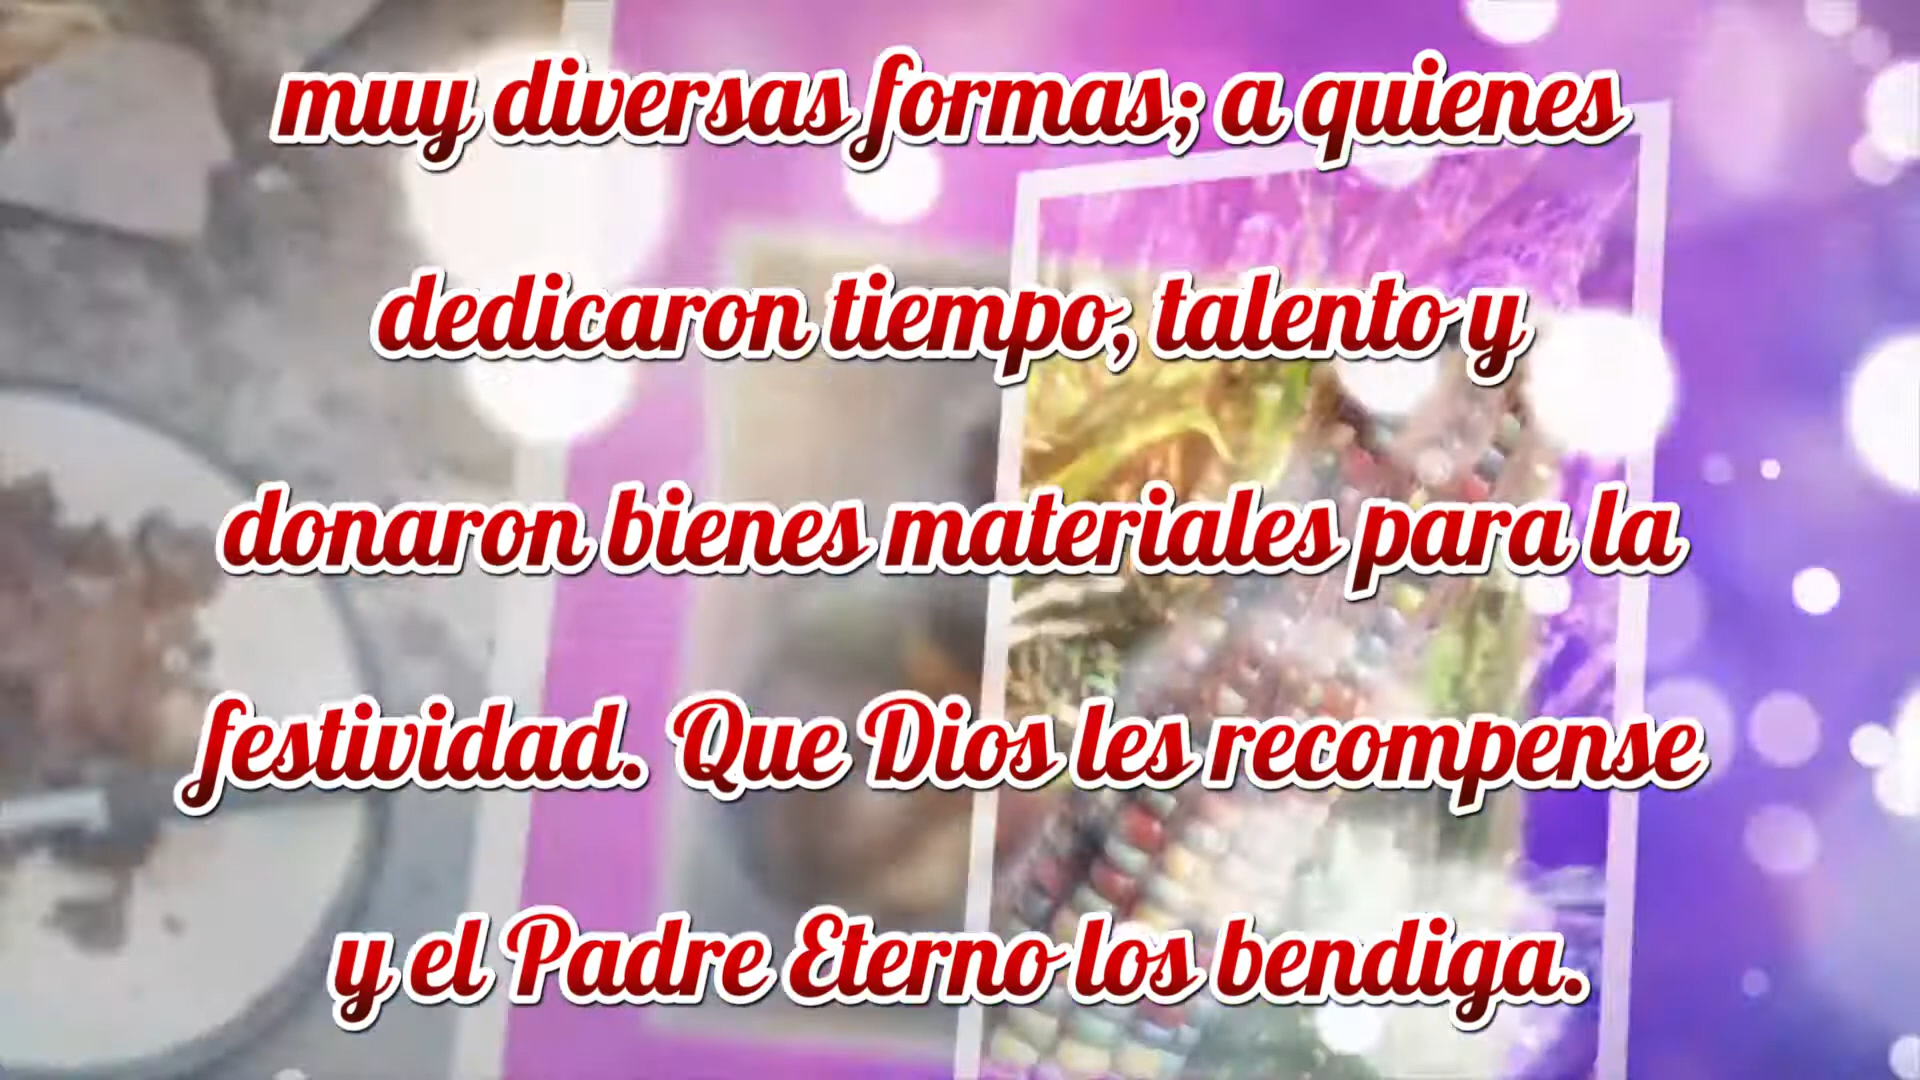 muy diversas formas; a quienes
dedicaron tiempo, talento y
donaron bienes materiales para la
festividad. Que Dios les recompense
y el Padre Eterno los bendiga.